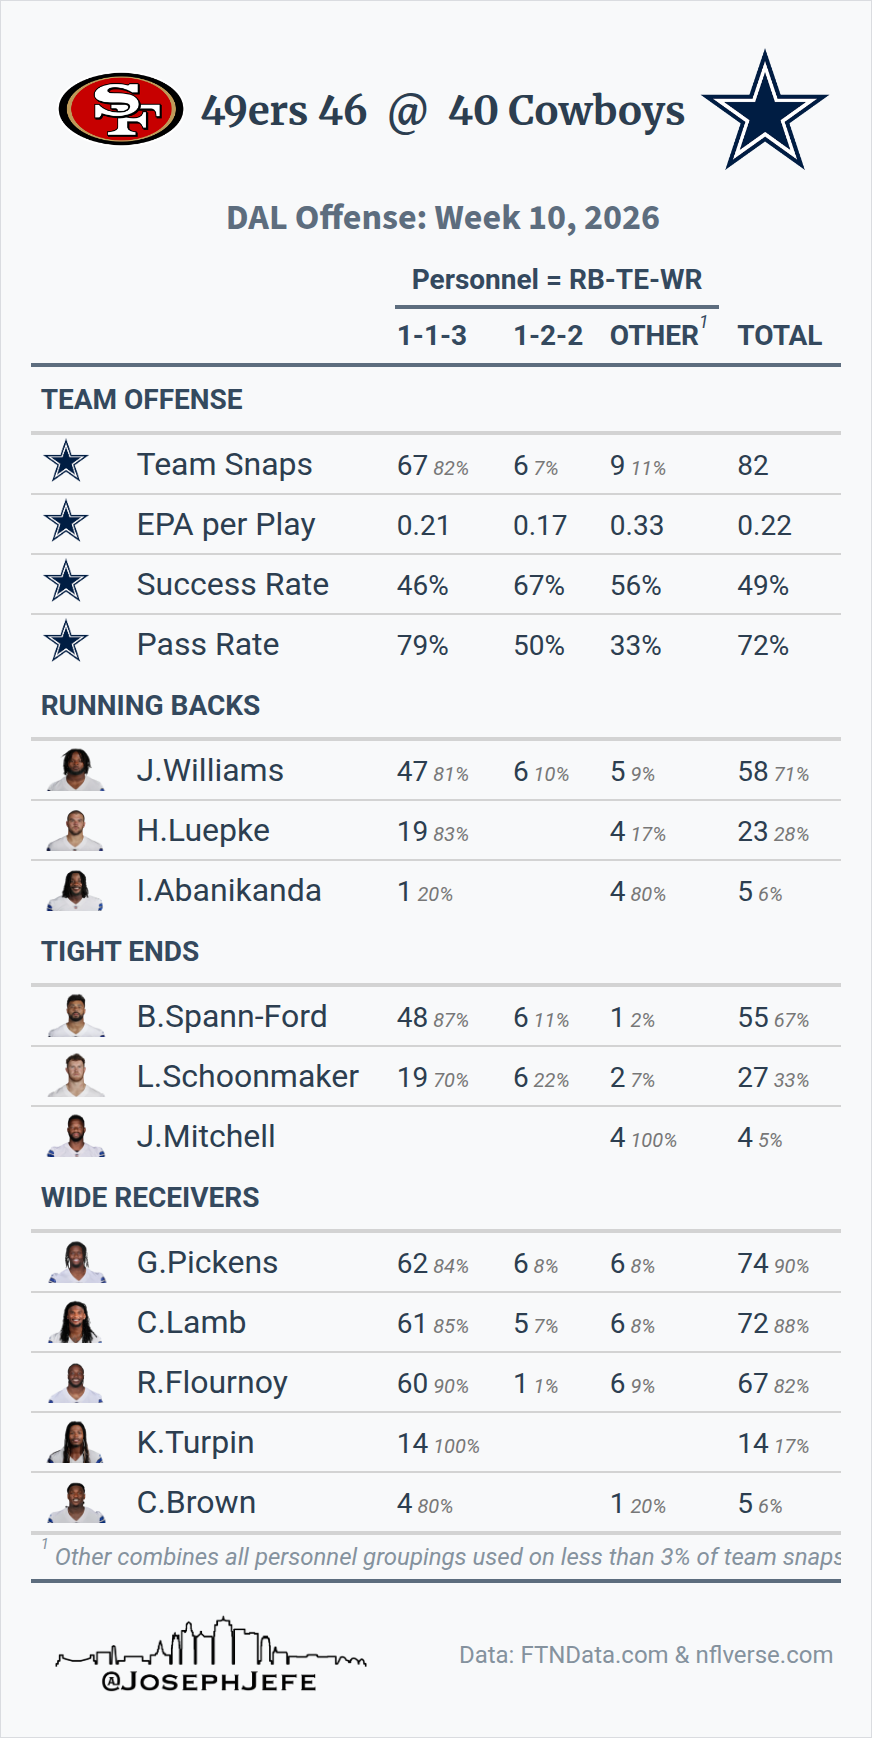 SF
49ers 46 @ 40 Cowboys
DAL Offense: Week 10, 2026
Personnel = RB-TE-WR
1-1-3 1-2-2 OTHER¹ TOTAL
TEAM OFFENSE
Team Snaps 67 82% 6 7% 9 11% 82
EPA per Play 0.21 0.17 0.33 0.22
Success Rate 46% 67% 56% 49%
Pass Rate 79% 50% 33% 72%
RUNNING BACKS
J.Williams 47 81% 6 10% 5 9% 58 71%
H.Luepke 19 83% 4 17% 23 28%
I.Abanikanda 1 20% 4 80% 5 6%
TIGHT ENDS
B.Spann-Ford 48 87% 6 11% 1 2% 55 67%
L.Schoonmaker 19 70% 6 22% 2 7% 27 33%
J.Mitchell 4 100% 4 5%
WIDE RECEIVERS
G.Pickens 62 84% 6 8% 6 8% 74 90%
C.Lamb 61 85% 5 7% 6 8% 72 88%
R.Flournoy 60 90% 1 1% 6 9% 67 82%
K.Turpin 14 100% 14 17%
C.Brown 4 80% 1 20% 5 6%
¹ Other combines all personnel groupings used on less than 3% of team snaps
@JOSEPHJEFE
Data: FTNData.com & nflverse.com